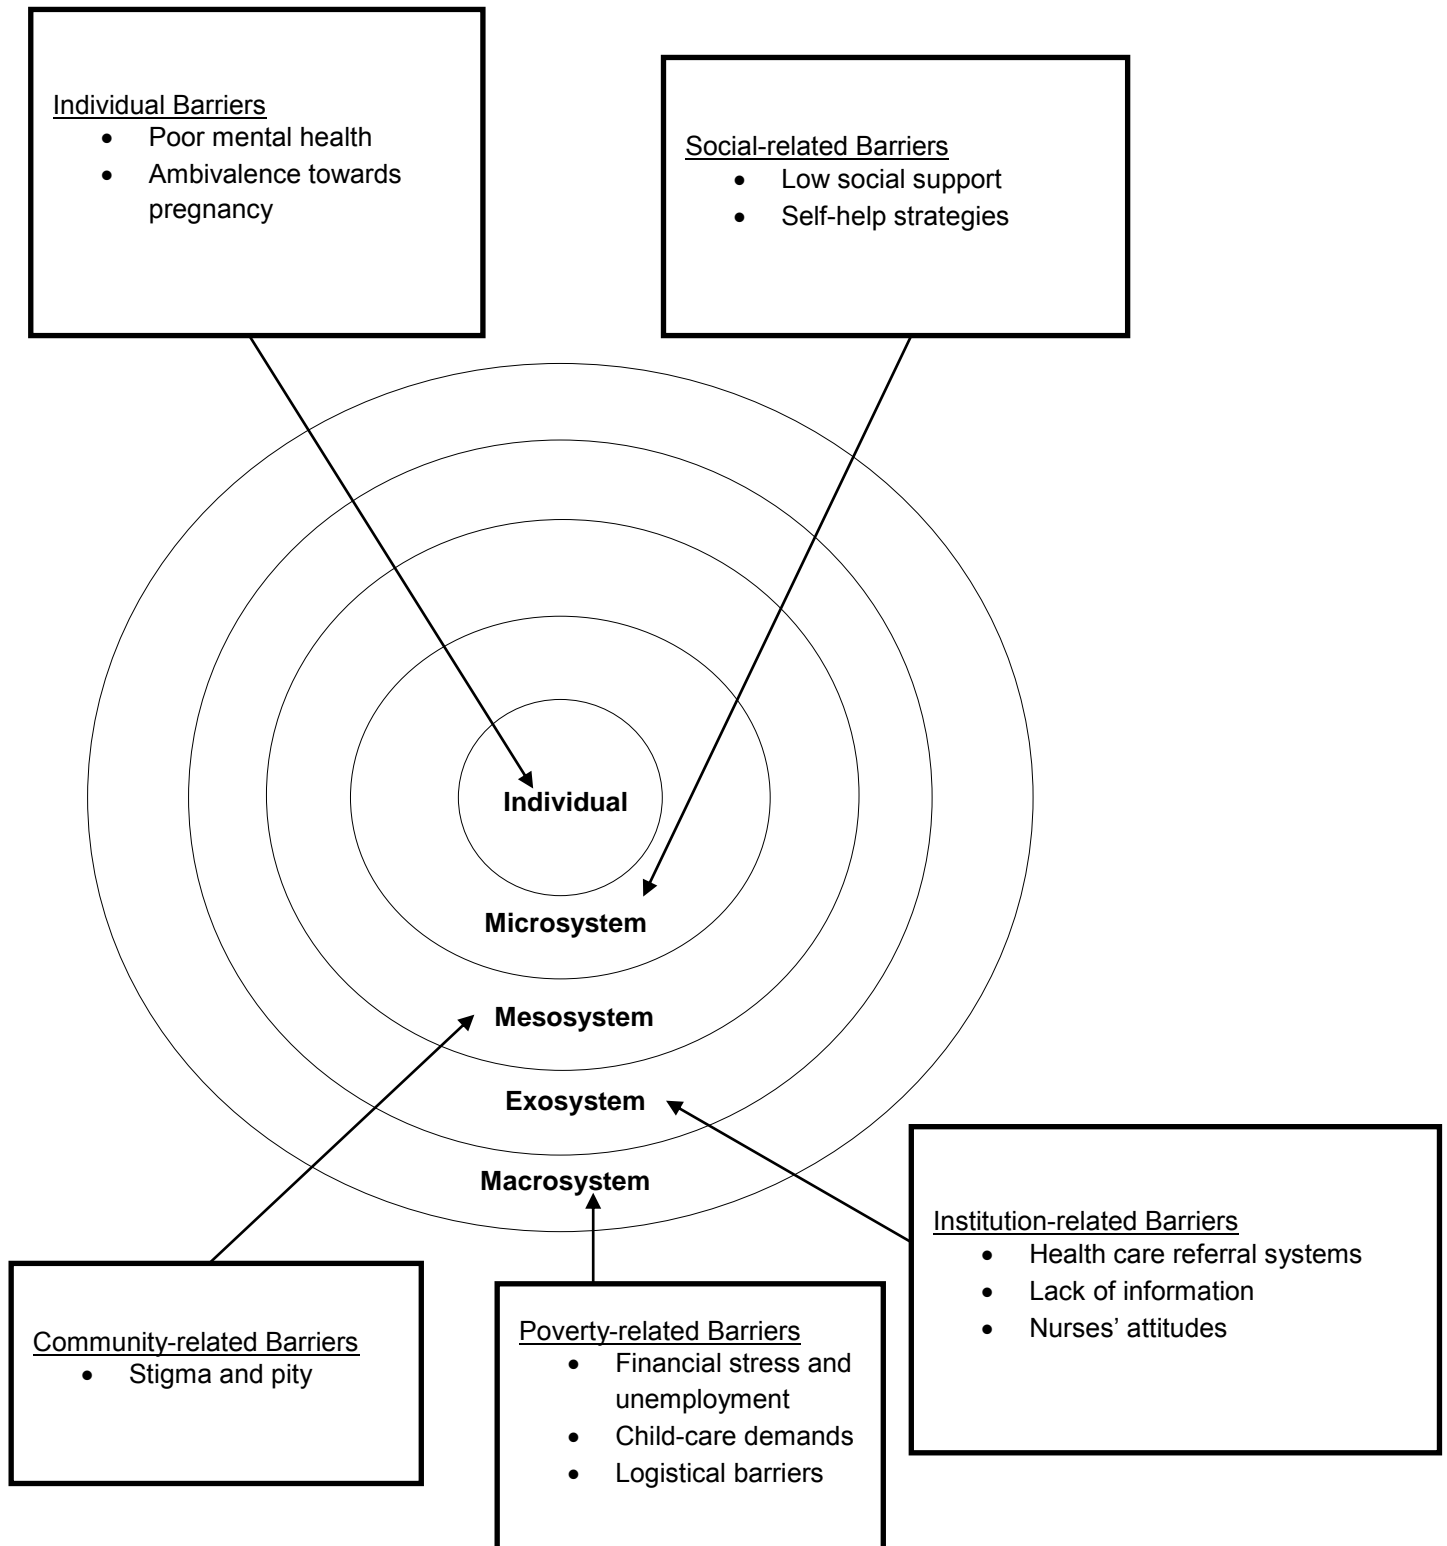 Individual Barriers
• Poor mental health
• Ambivalence towards
pregnancy
Social-related Barriers
• Low social support
• Self-help strategies
Individual
Microsystem
Mesosystem
Exosystem
Macrosystem
Institution-related Barriers
• Health care referral systems
• Lack of information
• Nurses’ attitudes
Community-related Barriers
• Stigma and pity
Poverty-related Barriers
• Financial stress and
unemployment
• Child-care demands
• Logistical barriers